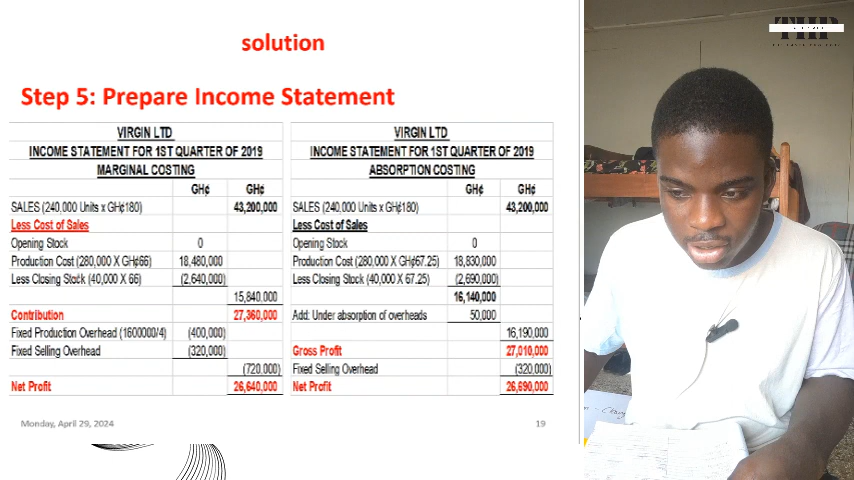 solution
Step 5: Prepare Income Statement
VIRGIN LTD
INCOME STATEMENT FOR 1ST QUARTER OF 2019
MARGINAL COSTING
GH¢ GH¢
SALES (240,000 Units x GH¢180) 43,200,000
Less Cost of Sales
Opening Stock 0
Production Cost (280,000 X GH¢66) 18,480,000
Less Closing Stock (40,000 X 66) (2,640,000)
15,840,000
Contribution 27,360,000
Fixed Production Overhead (1600000/4) (400,000)
Fixed Selling Overhead (320,000)
(720,000)
Net Profit 26,640,000
VIRGIN LTD
INCOME STATEMENT FOR 1ST QUARTER OF 2019
ABSORPTION COSTING
GH¢ GH¢
SALES (240,000 Units x GH¢180) 43,200,000
Less Cost of Sales
Opening Stock 0
Production Cost (280,000 X GH¢67.25) 18,830,000
Less Closing Stock (40,000 X 67.25) (2,690,000)
16,140,000
Add: Under absorption of overheads 50,000
16,190,000
Gross Profit 27,010,000
Fixed Selling Overhead (320,000)
Net Profit 26,690,000
Monday, April 29, 2024 19